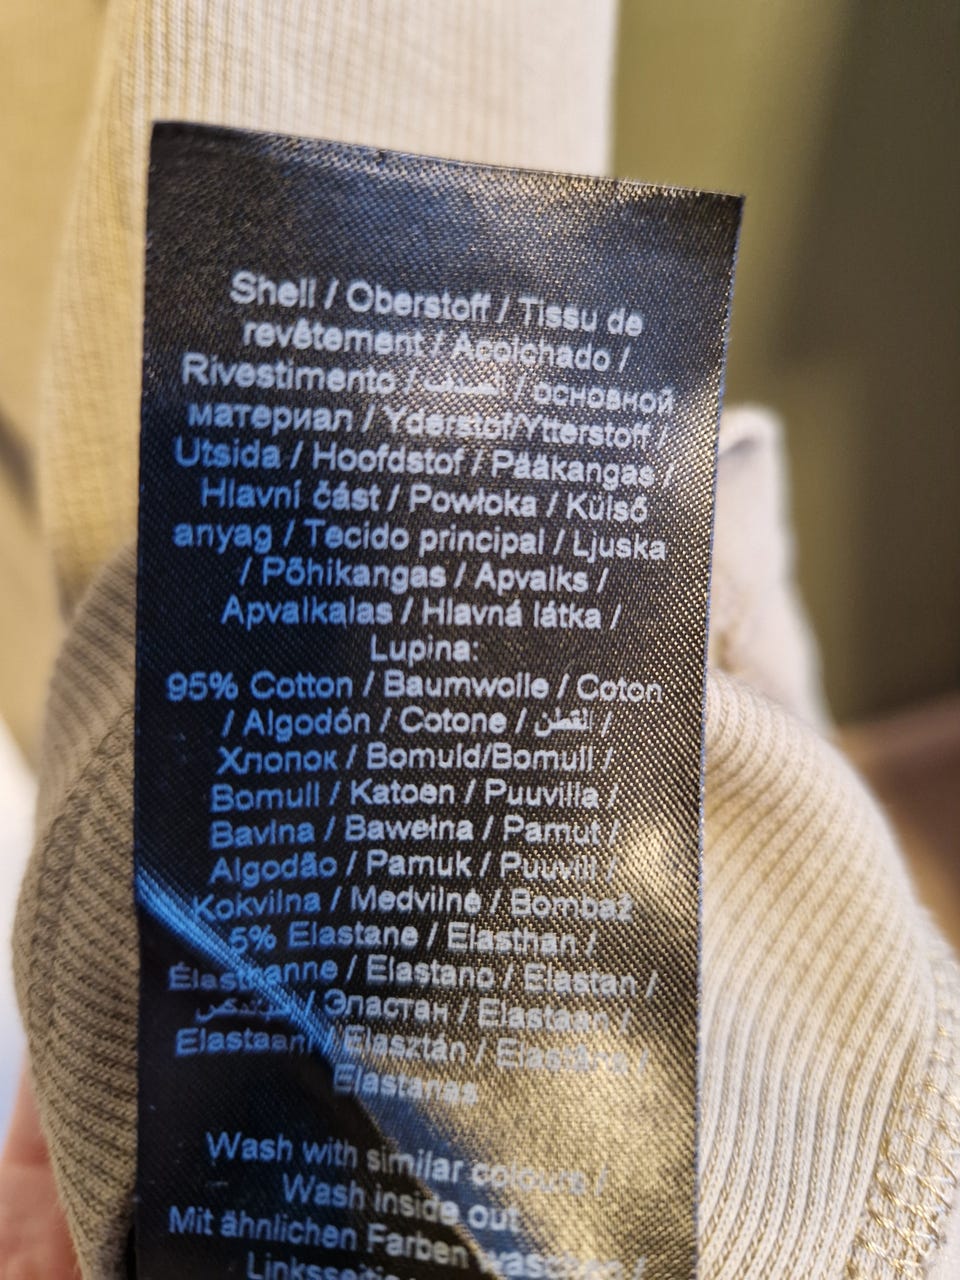 Shell / Oberstoff / Tissu de
revêtement / Acolchado /
Rivestimento / الصدفة / основной
материал / Yderstof/Ytterstoff /
Utsida / Hoofdstof / Pääkangas /
Hlavní část / Powłoka / Külső
anyag / Tecido principal / Ljuska
/ Põhikangas / Apvalks /
Apvalkalas / Hlavná látka /
Lupina:
95% Cotton / Baumwolle / Coton
/ Algodón / Cotone / القطن /
Хлопок / Bomuld/Bomull /
Bomull / Katoen / Puuvilla /
Bavlna / Bawełna / Pamut /
Algodão / Pamuk / Puuvill /
Kokvilna / Medvilnė / Bombaž
5% Elastane / Elasthan /
Élasthanne / Elastano / Elastan /
/ Эластан / Elastaan /
Elastaani / Elasztán / Elastāns /
Elastanas
Wash with similar colours /
Wash inside out
Mit ähnlichen Farben waschen /